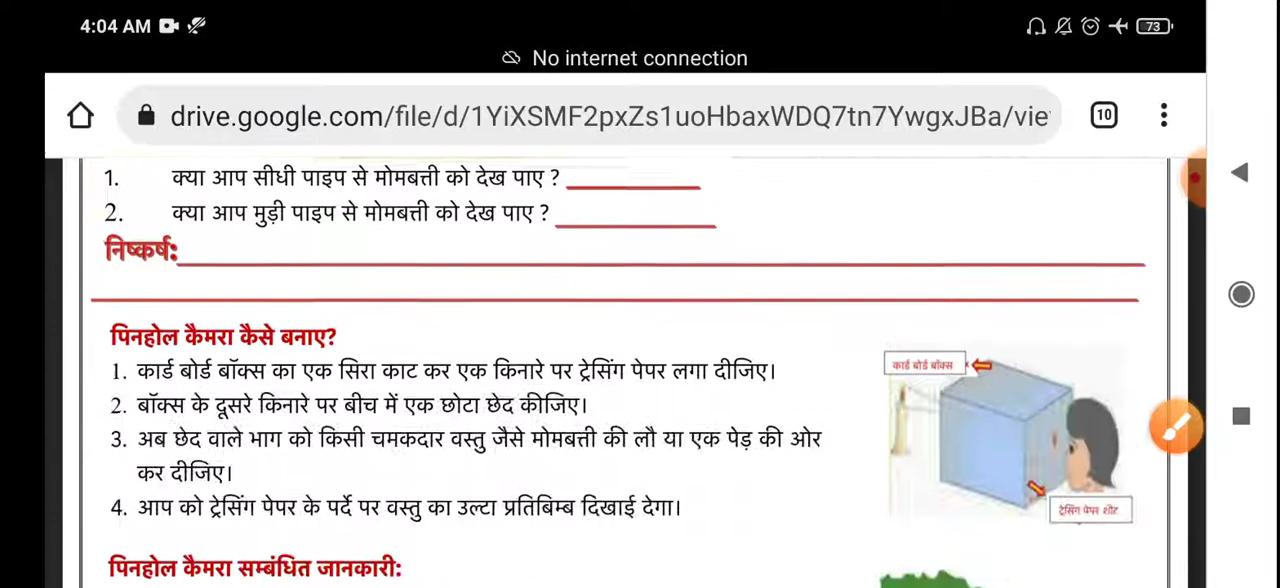 4:04 AM
73
No internet connection
drive.google.com/file/d/1YiXSMF2pxZs1uoHbaxWDQ7tn7YwgxJBa/vie
10
1. क्या आप सीधी पाइप से मोमबत्ती को देख पाए ?
2. क्या आप मुड़ी पाइप से मोमबत्ती को देख पाए ?
निष्कर्ष:
पिनहोल कैमरा कैसे बनाए?
1. कार्ड बोर्ड बॉक्स का एक सिरा काट कर एक किनारे पर ट्रेसिंग पेपर लगा दीजिए।
2. बॉक्स के दूसरे किनारे पर बीच में एक छोटा छेद कीजिए।
3. अब छेद वाले भाग को किसी चमकदार वस्तु जैसे मोमबत्ती की लौ या एक पेड़ की ओर
कर दीजिए।
4. आप को ट्रेसिंग पेपर के पर्दे पर वस्तु का उल्टा प्रतिबिम्ब दिखाई देगा।
कार्ड बोर्ड बॉक्स
ट्रेसिंग पेपर शीट
पिनहोल कैमरा सम्बंधित जानकारी: